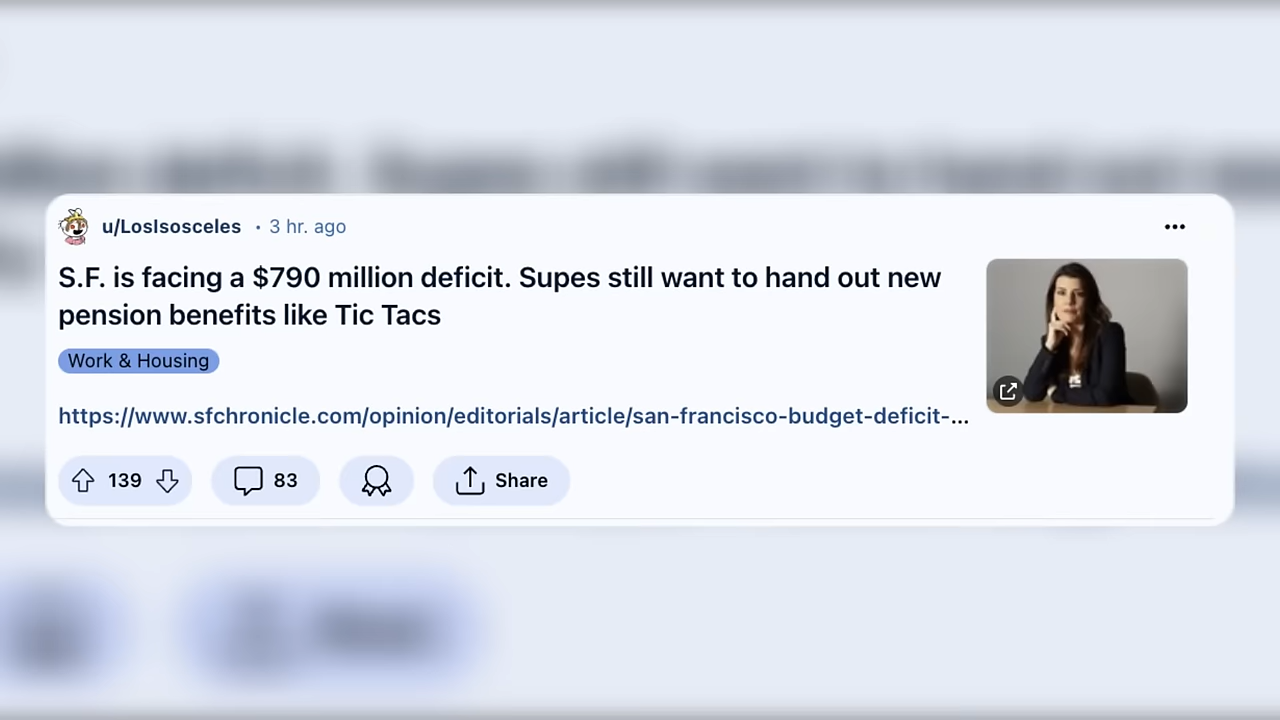 u/LosIsosceles • 3 hr. ago
S.F. is facing a $790 million deficit. Supes still want to hand out new
pension benefits like Tic Tacs
Work & Housing
https://www.sfchronicle.com/opinion/editorials/article/san-francisco-budget-deficit-...
139 83 Share